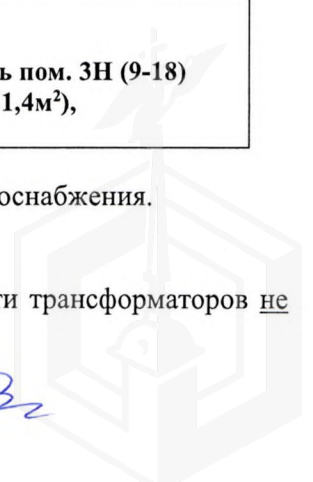 ь пом. 3Н (9-18)
1,4м²),
оснабжения.
ти трансформаторов не